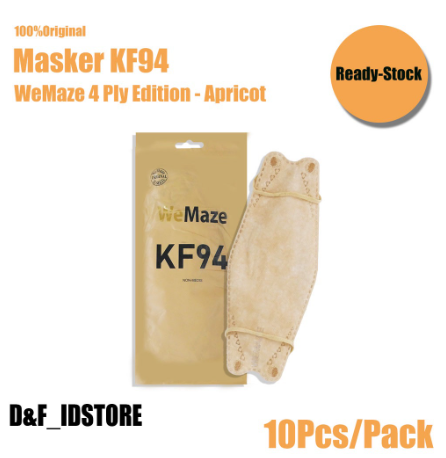 100%Original
Masker KF94
WeMaze 4 Ply Edition - Apricot
Ready-Stock
WeMaze
KF94
D&F_IDSTORE
10Pcs/Pack